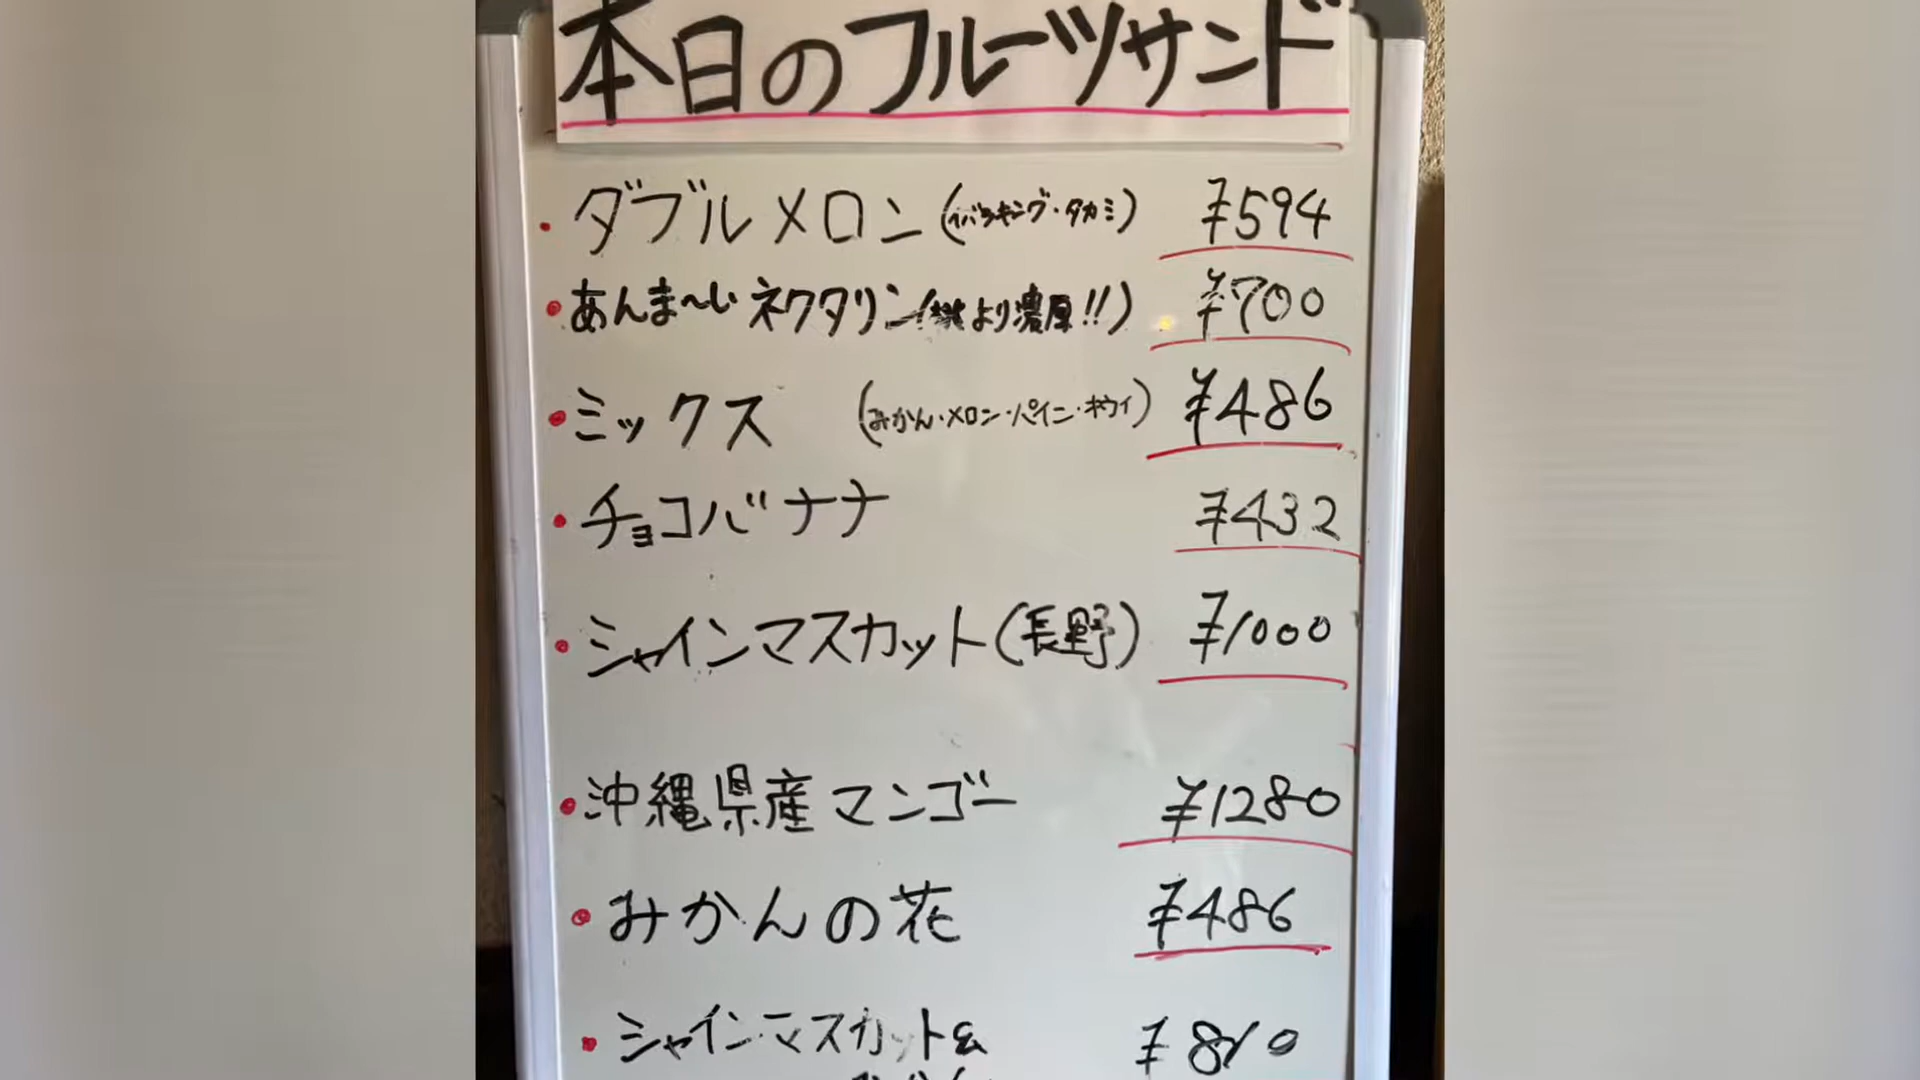 本日のフルーツサンド
・ダブルメロン(イバラキング・タカミ) ¥594
・あんま〜いネクタリン(桃より濃厚!!) ¥700
・ミックス (みかん・メロン・パイン・キウイ) ¥486
・チョコバナナ ¥432
・シャインマスカット(長野) ¥1000
・沖縄県産マンゴー ¥1280
・みかんの花 ¥486
・シャインマスカット& ¥810